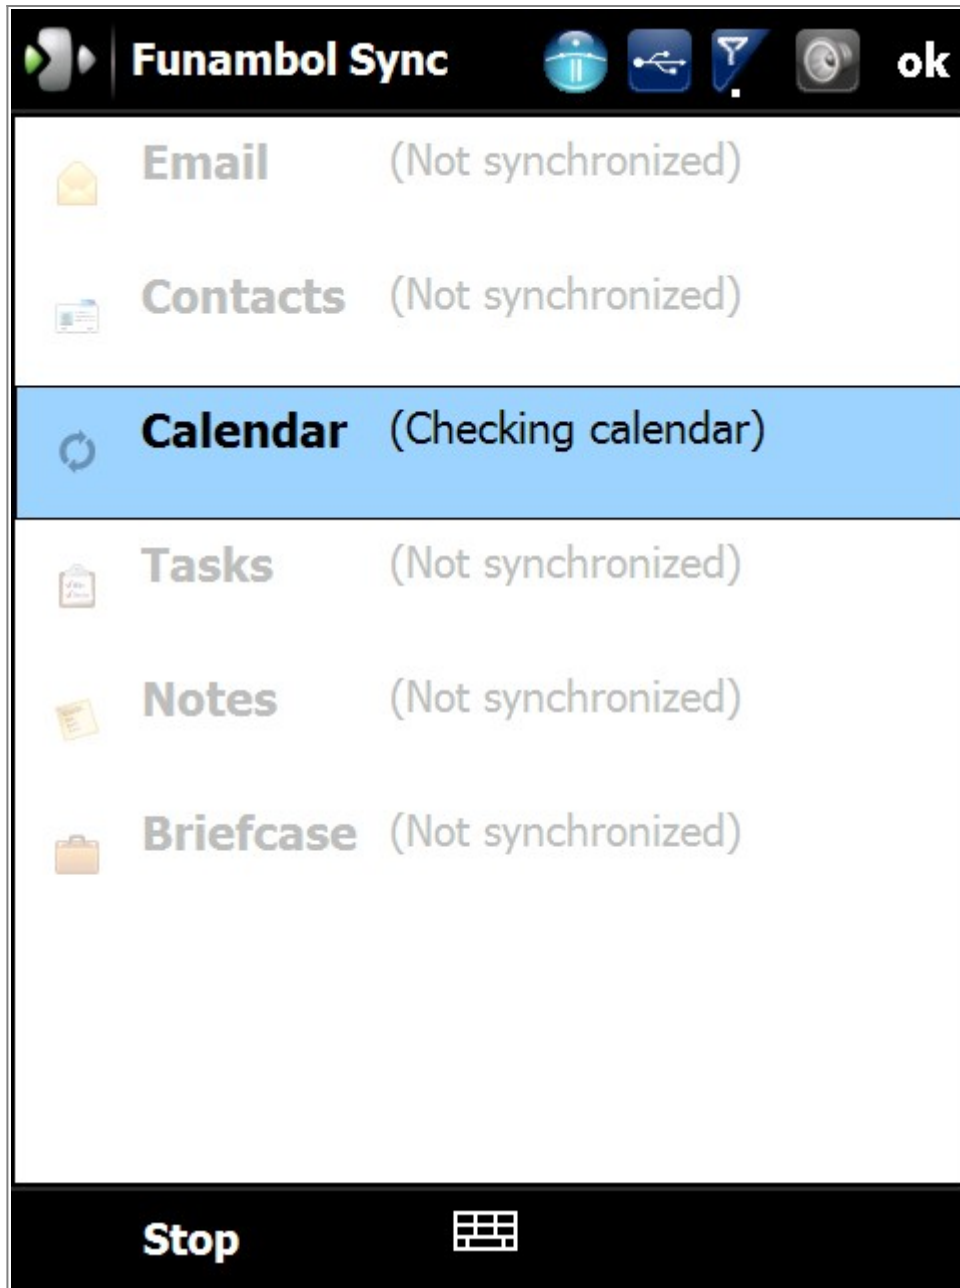 Funambol Sync ok
Email (Not synchronized)
Contacts (Not synchronized)
Calendar (Checking calendar)
Tasks (Not synchronized)
Notes (Not synchronized)
Briefcase (Not synchronized)
Stop